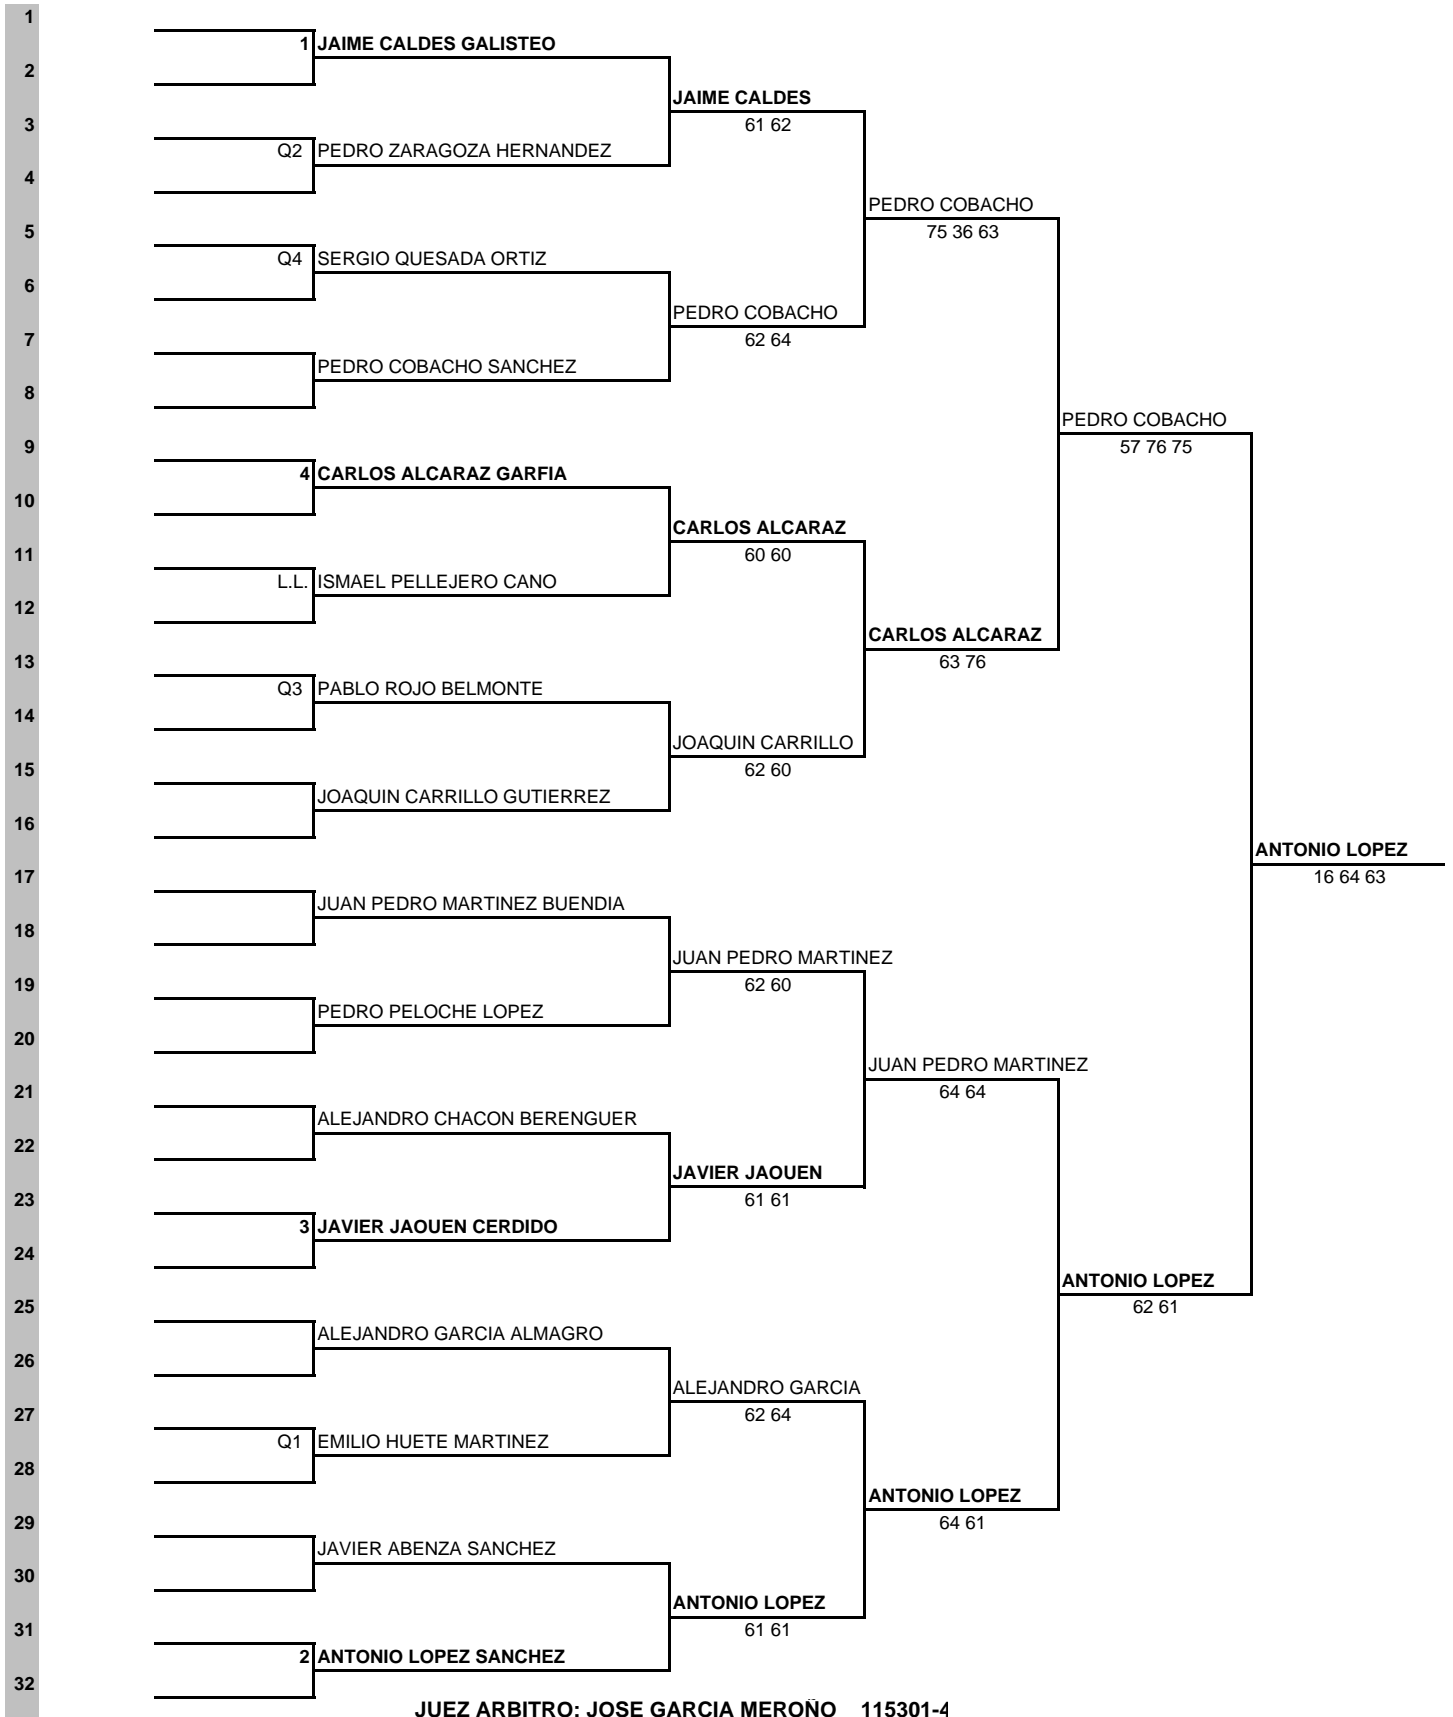 1
1 JAIME CALDES GALISTEO
2
JAIME CALDES
3
61 62
Q2 PEDRO ZARAGOZA HERNANDEZ
4
PEDRO COBACHO
5
75 36 63
Q4 SERGIO QUESADA ORTIZ
6
PEDRO COBACHO
7
62 64
PEDRO COBACHO SANCHEZ
8
PEDRO COBACHO
9
57 76 75
4 CARLOS ALCARAZ GARFIA
10
CARLOS ALCARAZ
11
60 60
L.L. ISMAEL PELLEJERO CANO
12
CARLOS ALCARAZ
13
63 76
Q3 PABLO ROJO BELMONTE
14
JOAQUIN CARRILLO
15
62 60
JOAQUIN CARRILLO GUTIERREZ
16
ANTONIO LOPEZ
17
16 64 63
JUAN PEDRO MARTINEZ BUENDIA
18
JUAN PEDRO MARTINEZ
19
62 60
PEDRO PELOCHE LOPEZ
20
JUAN PEDRO MARTINEZ
21
64 64
ALEJANDRO CHACON BERENGUER
22
JAVIER JAOUEN
23
61 61
3 JAVIER JAOUEN CERDIDO
24
ANTONIO LOPEZ
25
62 61
ALEJANDRO GARCIA ALMAGRO
26
ALEJANDRO GARCIA
27
62 64
Q1 EMILIO HUETE MARTINEZ
28
ANTONIO LOPEZ
29
64 61
JAVIER ABENZA SANCHEZ
30
ANTONIO LOPEZ
31
61 61
2 ANTONIO LOPEZ SANCHEZ
32
JUEZ ARBITRO: JOSE GARCIA MEROÑO 115301-4